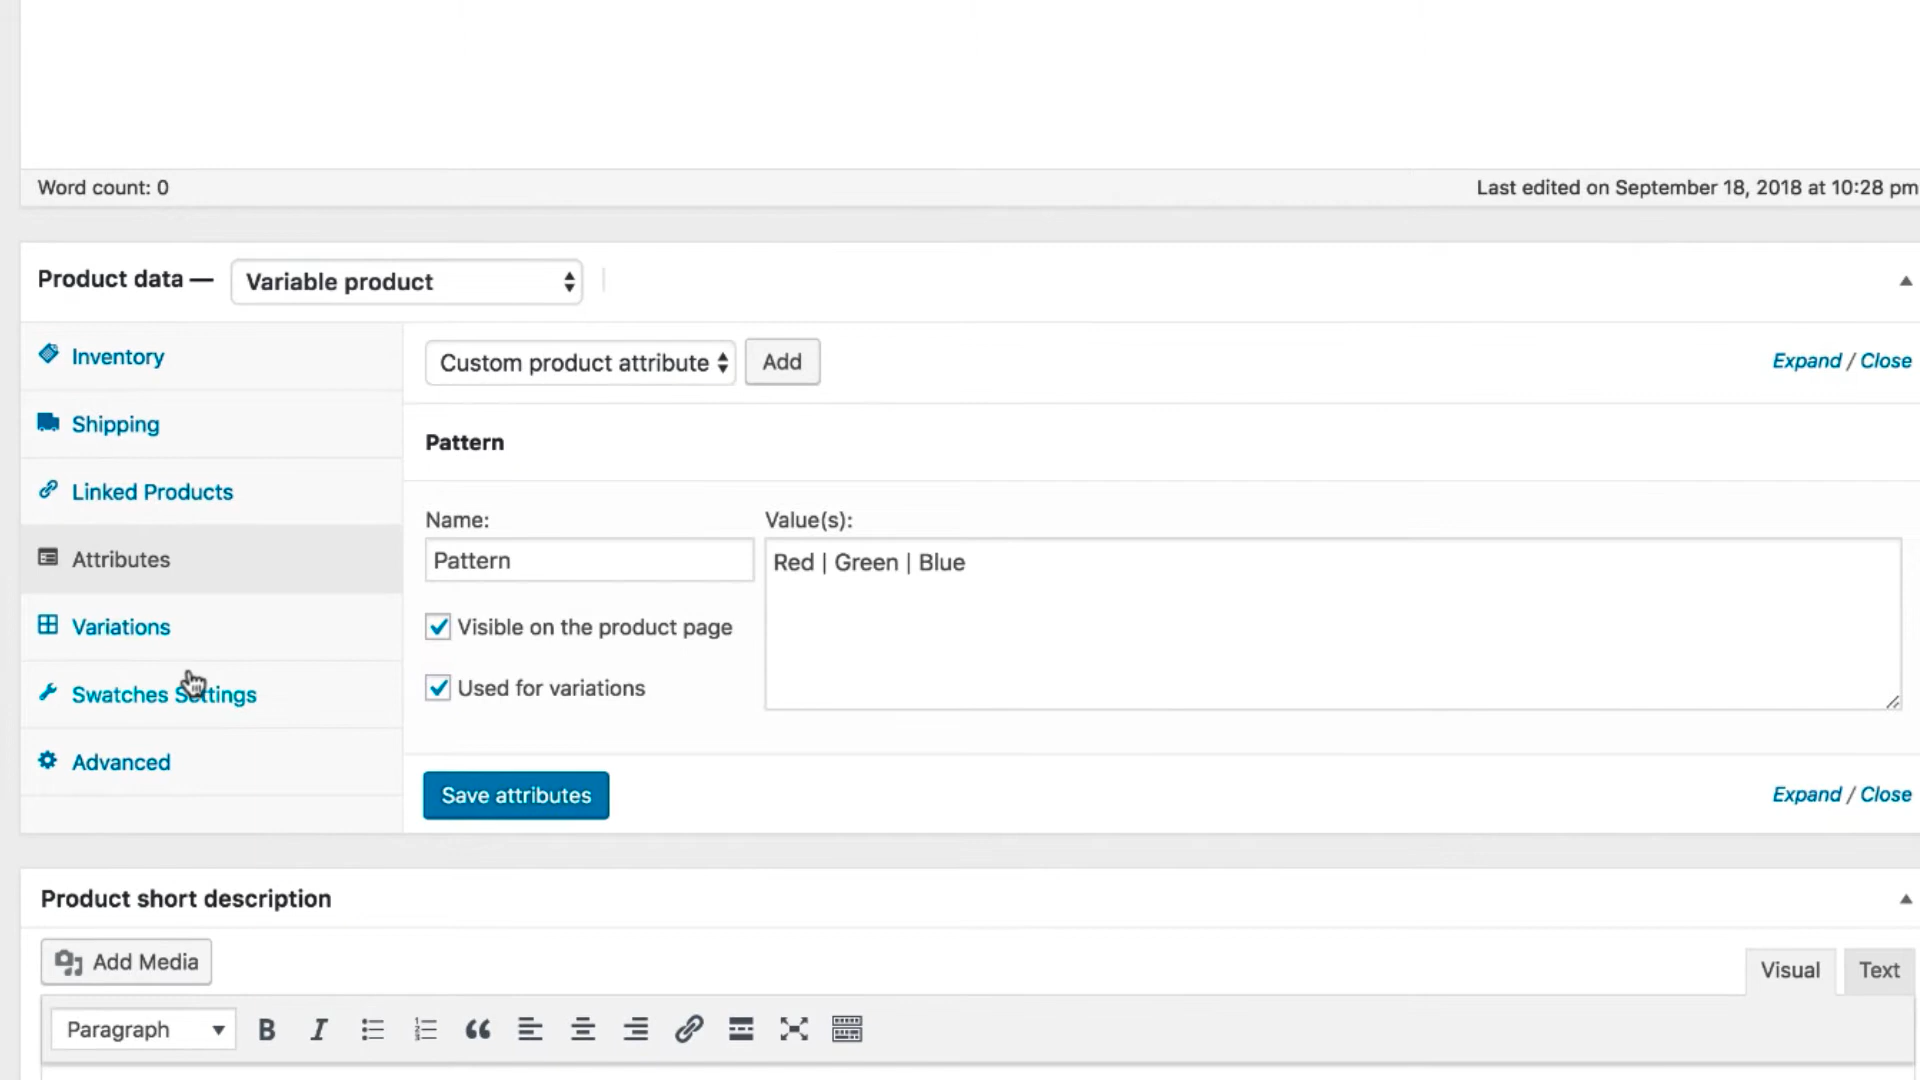 Word count: 0
Last edited on September 18, 2018 at 10:28 pm
Product data —
Variable product
Inventory
Shipping
Linked Products
Attributes
Variations
Swatches Settings
Advanced
Custom product attribute
Add
Expand / Close
Pattern
Name:
Value(s):
Pattern
Red | Green | Blue
Visible on the product page
Used for variations
Save attributes
Expand / Close
Product short description
Add Media
Visual
Text
Paragraph
B
I